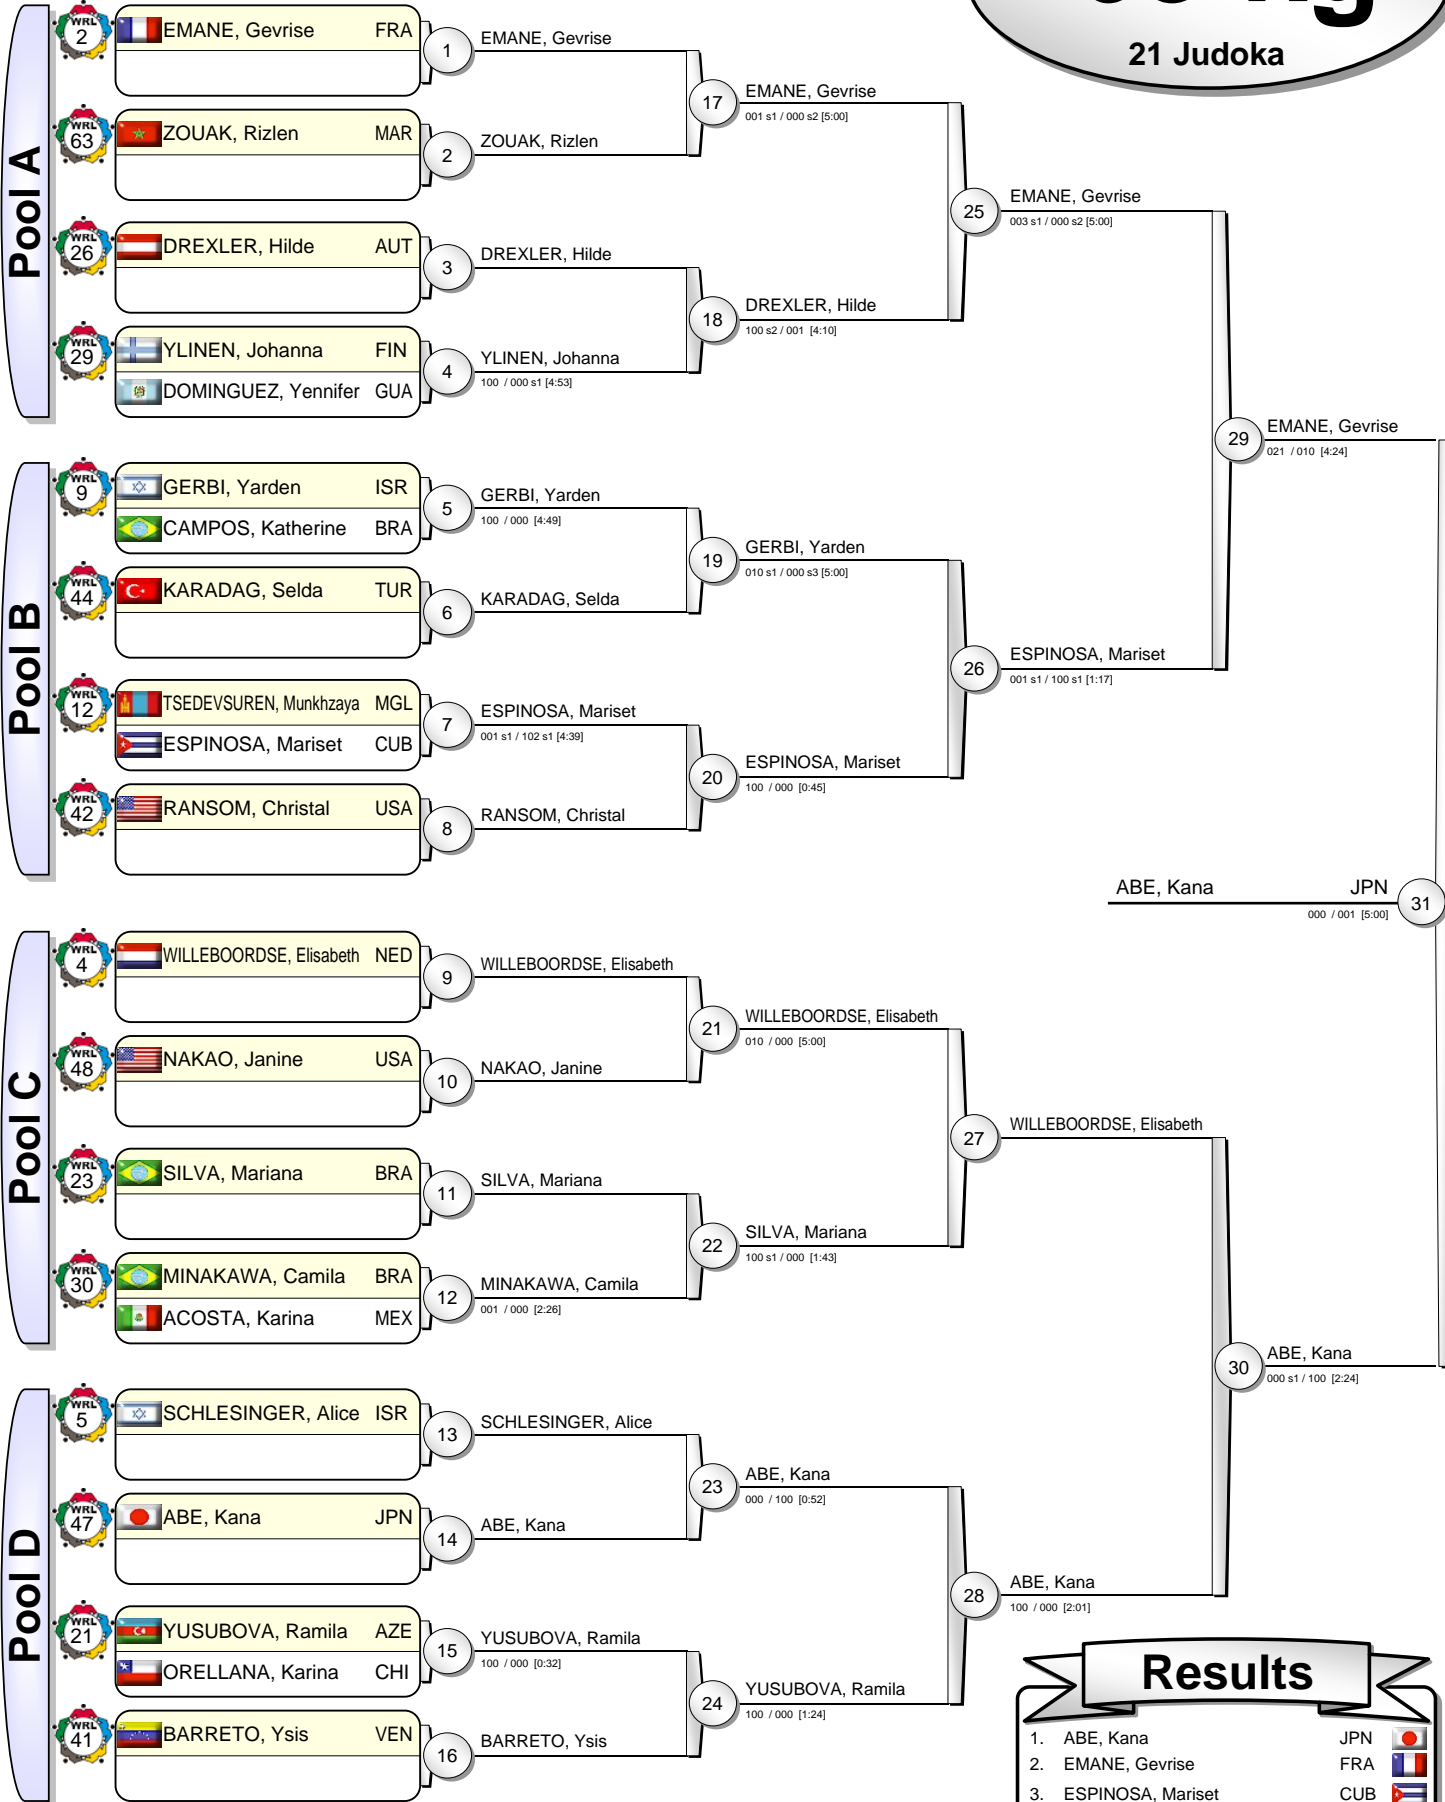 21 Judoka
Pool A
WRL 2
EMANE, Gevrise FRA
1
EMANE, Gevrise
WRL 63
ZOUAK, Rizlen MAR
2
ZOUAK, Rizlen
17
EMANE, Gevrise
001 s1 / 000 s2 [5:00]
WRL 26
DREXLER, Hilde AUT
3
DREXLER, Hilde
WRL 29
YLINEN, Johanna FIN
DOMINGUEZ, Yennifer GUA
4
YLINEN, Johanna
100 / 000 s1 [4:53]
18
DREXLER, Hilde
100 s2 / 001 [4:10]
25
EMANE, Gevrise
003 s1 / 000 s2 [5:00]
Pool B
WRL 9
GERBI, Yarden ISR
CAMPOS, Katherine BRA
5
GERBI, Yarden
100 / 000 [4:49]
WRL 44
KARADAG, Selda TUR
6
KARADAG, Selda
19
GERBI, Yarden
010 s1 / 000 s3 [5:00]
WRL 12
TSEDEVSUREN, Munkhzaya MGL
ESPINOSA, Mariset CUB
7
ESPINOSA, Mariset
001 s1 / 102 s1 [4:39]
WRL 42
RANSOM, Christal USA
8
RANSOM, Christal
20
ESPINOSA, Mariset
100 / 000 [0:45]
26
ESPINOSA, Mariset
001 s1 / 100 s1 [1:17]
29
EMANE, Gevrise
021 / 010 [4:24]
ABE, Kana JPN
000 / 001 [5:00]
31
Pool C
WRL 4
WILLEBOORDSE, Elisabeth NED
9
WILLEBOORDSE, Elisabeth
WRL 48
NAKAO, Janine USA
10
NAKAO, Janine
21
WILLEBOORDSE, Elisabeth
010 / 000 [5:00]
WRL 23
SILVA, Mariana BRA
11
SILVA, Mariana
WRL 30
MINAKAWA, Camila BRA
ACOSTA, Karina MEX
12
MINAKAWA, Camila
001 / 000 [2:26]
22
SILVA, Mariana
100 s1 / 000 [1:43]
27
WILLEBOORDSE, Elisabeth
Pool D
WRL 5
SCHLESINGER, Alice ISR
13
SCHLESINGER, Alice
WRL 47
ABE, Kana JPN
14
ABE, Kana
23
ABE, Kana
000 / 100 [0:52]
WRL 21
YUSUBOVA, Ramila AZE
ORELLANA, Karina CHI
15
YUSUBOVA, Ramila
100 / 000 [0:32]
WRL 41
BARRETO, Ysis VEN
16
BARRETO, Ysis
24
YUSUBOVA, Ramila
100 / 000 [1:24]
28
ABE, Kana
100 / 000 [2:01]
30
ABE, Kana
000 s1 / 100 [2:24]
Results
1. ABE, Kana JPN
2. EMANE, Gevrise FRA
3. ESPINOSA, Mariset CUB